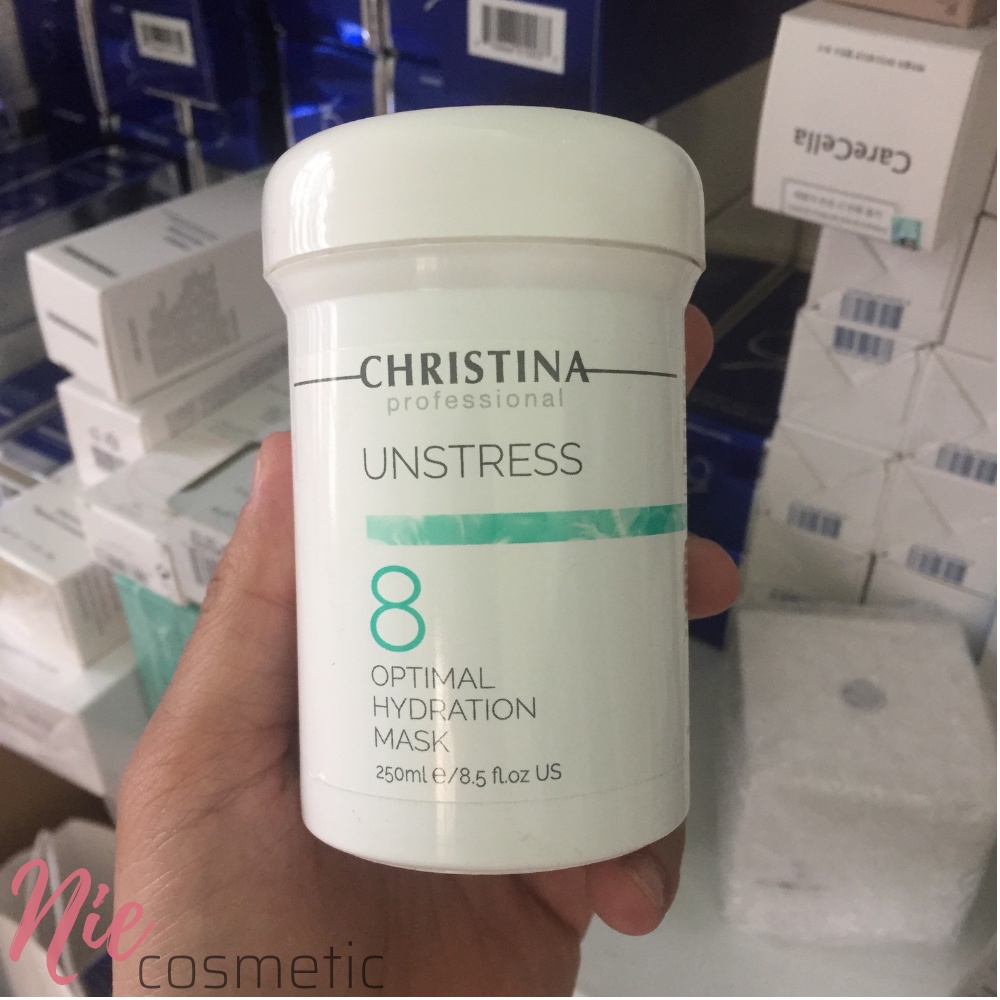 CareCella
CHRISTINA
professional
UNSTRESS
8
OPTIMAL
HYDRATION
MASK
250ml e/8.5 fl.oz US
Nie
cosmetic